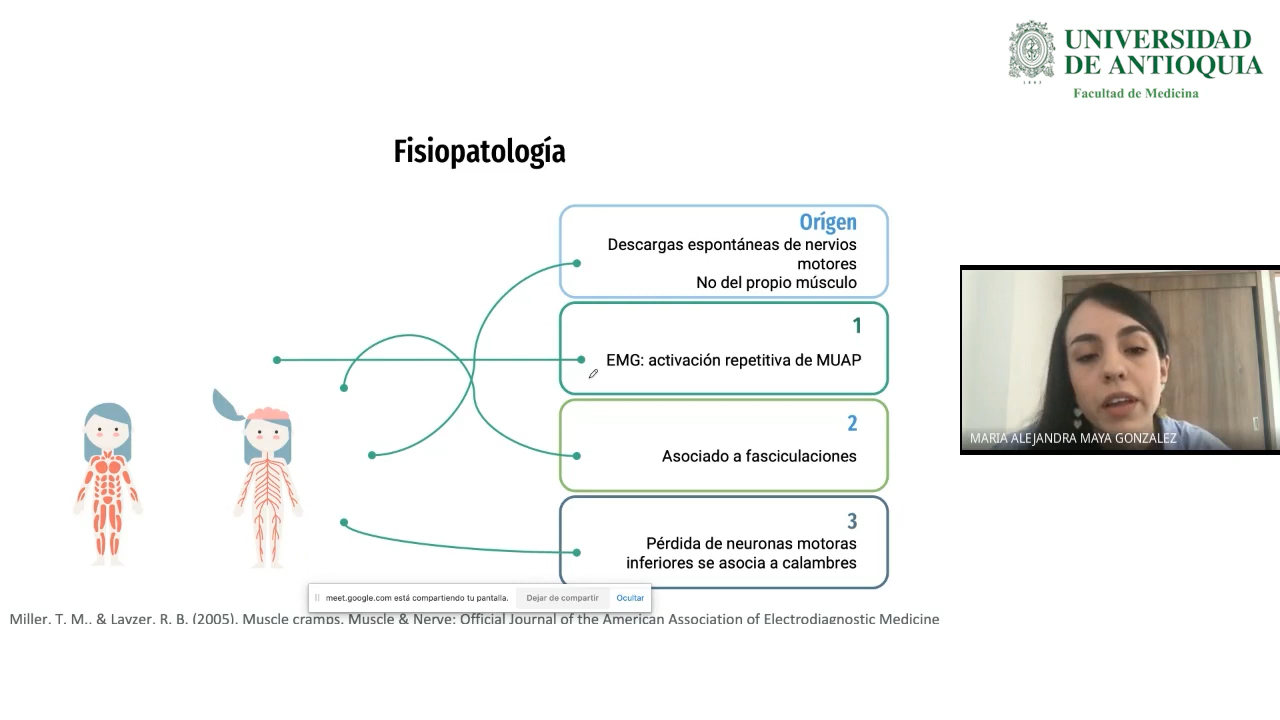 UNIVERSIDAD
DE ANTIOQUIA
1803
Facultad de Medicina
Fisiopatología
Orígen
Descargas espontáneas de nervios
motores
No del propio músculo
1
EMG: activación repetitiva de MUAP
2
Asociado a fasciculaciones
3
Pérdida de neuronas motoras
inferiores se asocia a calambres
MARIA ALEJANDRA MAYA GONZALEZ
meet.google.com está compartiendo tu pantalla.
Dejar de compartir
Ocultar
Miller, T. M., & Layzer, R. B. (2005). Muscle cramps. Muscle & Nerve: Official Journal of the American Association of Electrodiagnostic Medicine